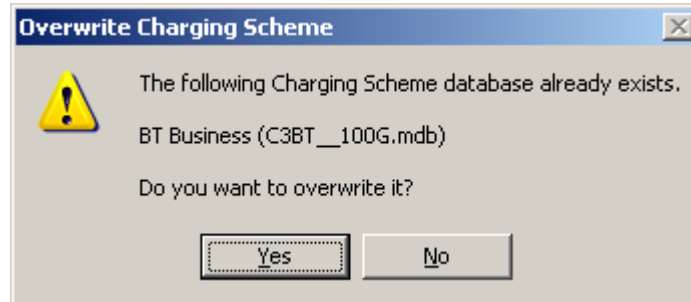 Overwrite Charging Scheme
The following Charging Scheme database already exists.
BT Business (C3BT__100G.mdb)
Do you want to overwrite it?
Yes
No